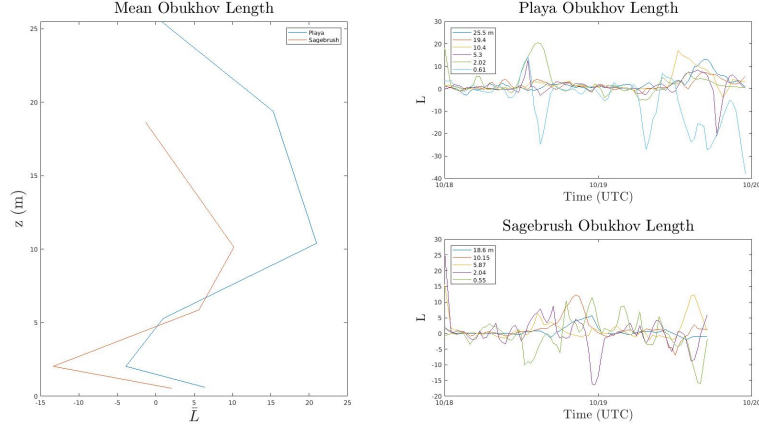 Mean Obukhov Length
Playa
Sagebrush
z (m)
25
20
15
10
5
0
-15 -10 -5 0 5 10 15 20 25
L̄
Playa Obukhov Length
25.5 m
19.4
10.4
5.3
2.02
0.61
L
30
20
10
0
-10
-20
-30
-40
10/18 10/19 10/20
Time (UTC)
Sagebrush Obukhov Length
18.6 m
10.15
5.87
2.04
0.55
L
30
25
20
15
10
5
0
-5
-10
-15
-20
10/18 10/19 10/20
Time (UTC)